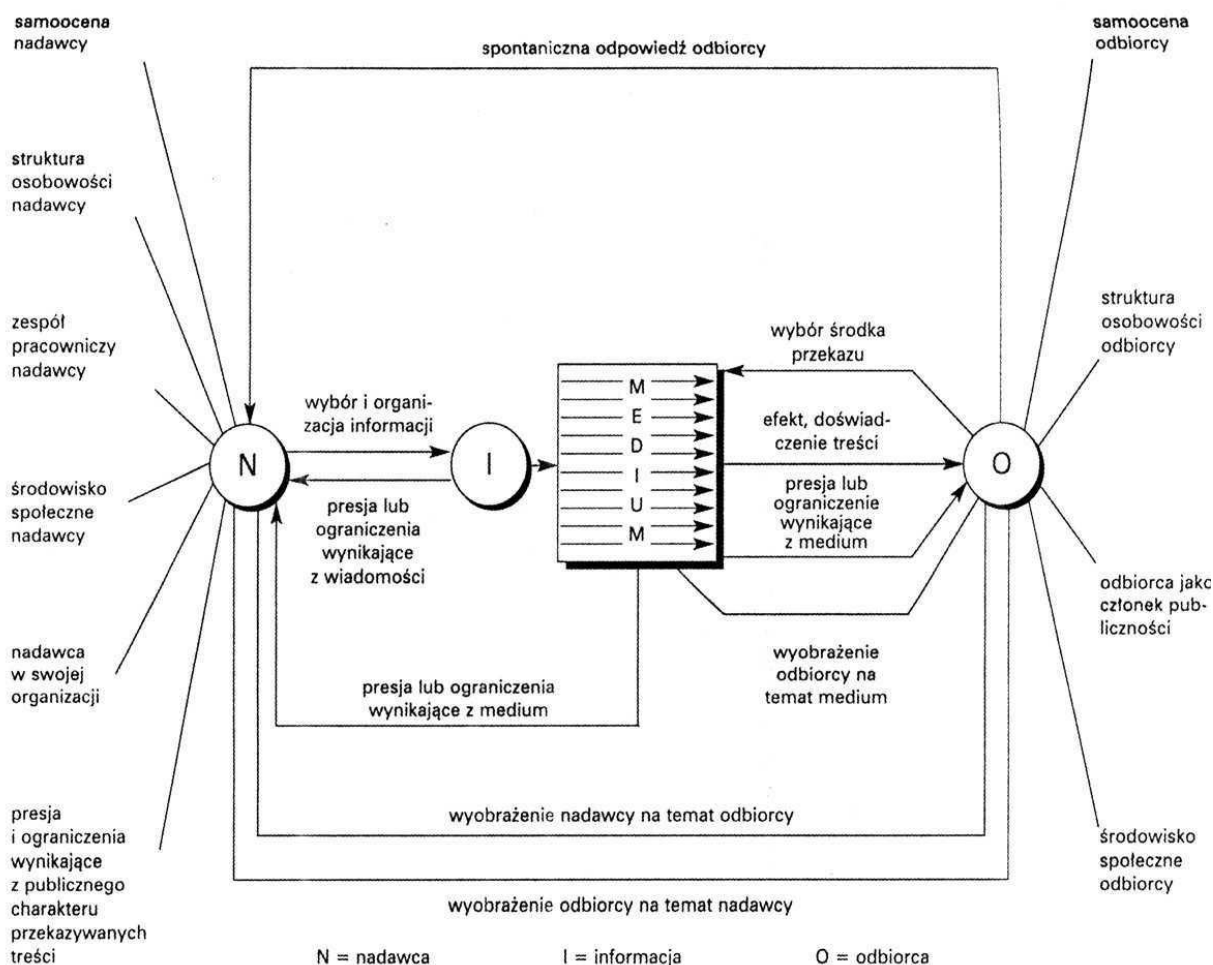 samoocena
nadawcy
struktura
osobowości
nadawcy
zespół
pracowniczy
nadawcy
środowisko
społeczne
nadawcy
nadawca
w swojej
organizacji
presja
i ograniczenia
wynikające
z publicznego
charakteru
przekazywanych
treści
spontaniczna odpowiedź odbiorcy
N
wybór i organi-
zacja informacji
presja lub
ograniczenia
wynikające
z wiadomości
I
MEDIUM
presja lub ograniczenia
wynikające z medium
wybór środka
przekazu
efekt, doświad-
czenie treści
presja lub
ograniczenie
wynikające
z medium
wyobrażenie
odbiorcy na
temat medium
O
wyobrażenie nadawcy na temat odbiorcy
wyobrażenie odbiorcy na temat nadawcy
samoocena
odbiorcy
struktura
osobowości
odbiorcy
odbiorca jako
członek pub-
liczności
środowisko
społeczne
odbiorcy
N = nadawca I = informacja O = odbiorca